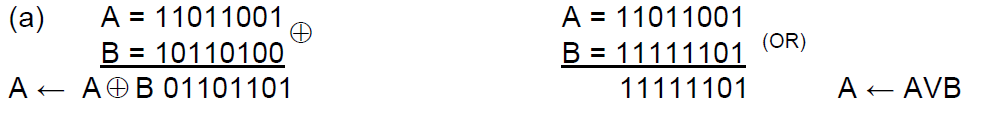 (a) A = 11011001 ⊕ A = 11011001
B = 10110100 B = 11111101 (OR)
A ← A⊕B 01101101 11111101 A ← AVB